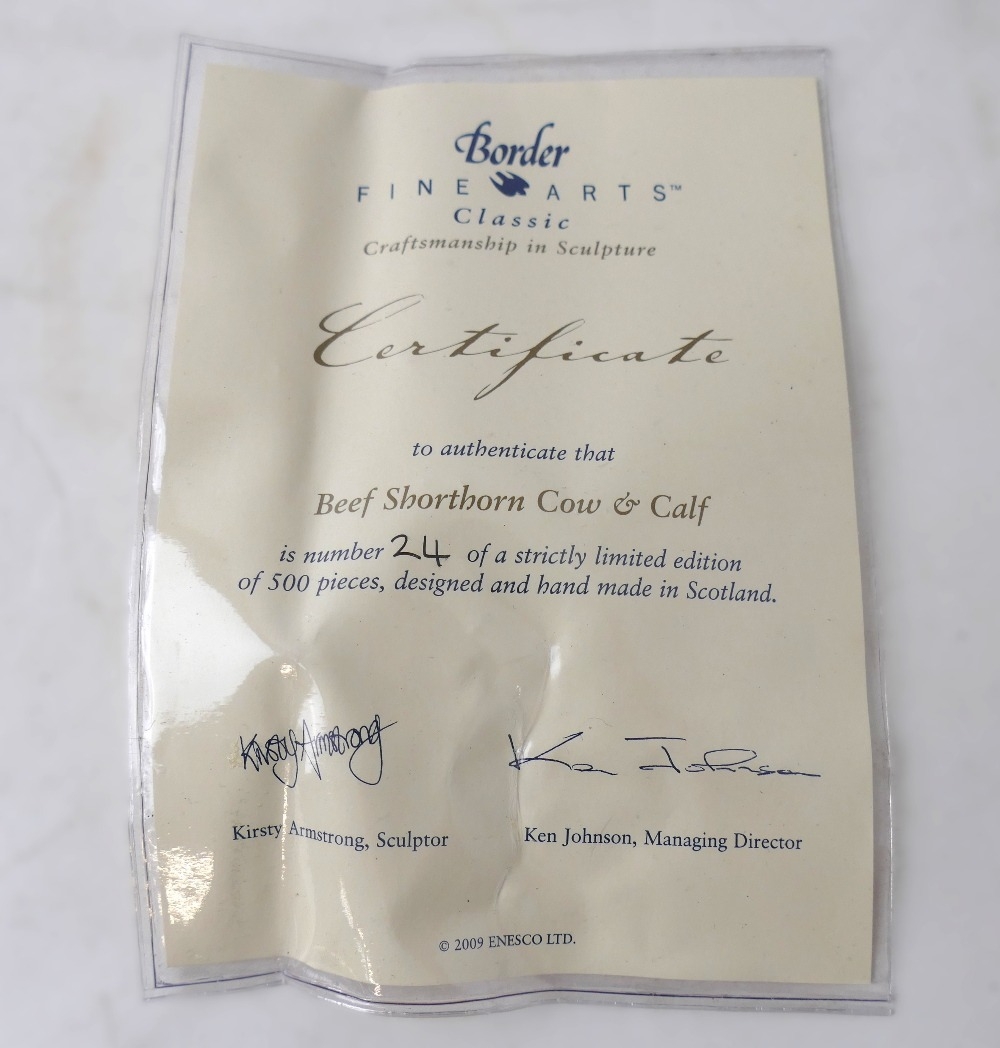 Border
FINE ARTS™
Classic
Craftsmanship in Sculpture
Certificate
to authenticate that
Beef Shorthorn Cow & Calf
is number 24 of a strictly limited edition
of 500 pieces, designed and hand made in Scotland.
Kirsty Armstrong Ken Johnson
Kirsty Armstrong, Sculptor Ken Johnson, Managing Director
© 2009 ENESCO LTD.